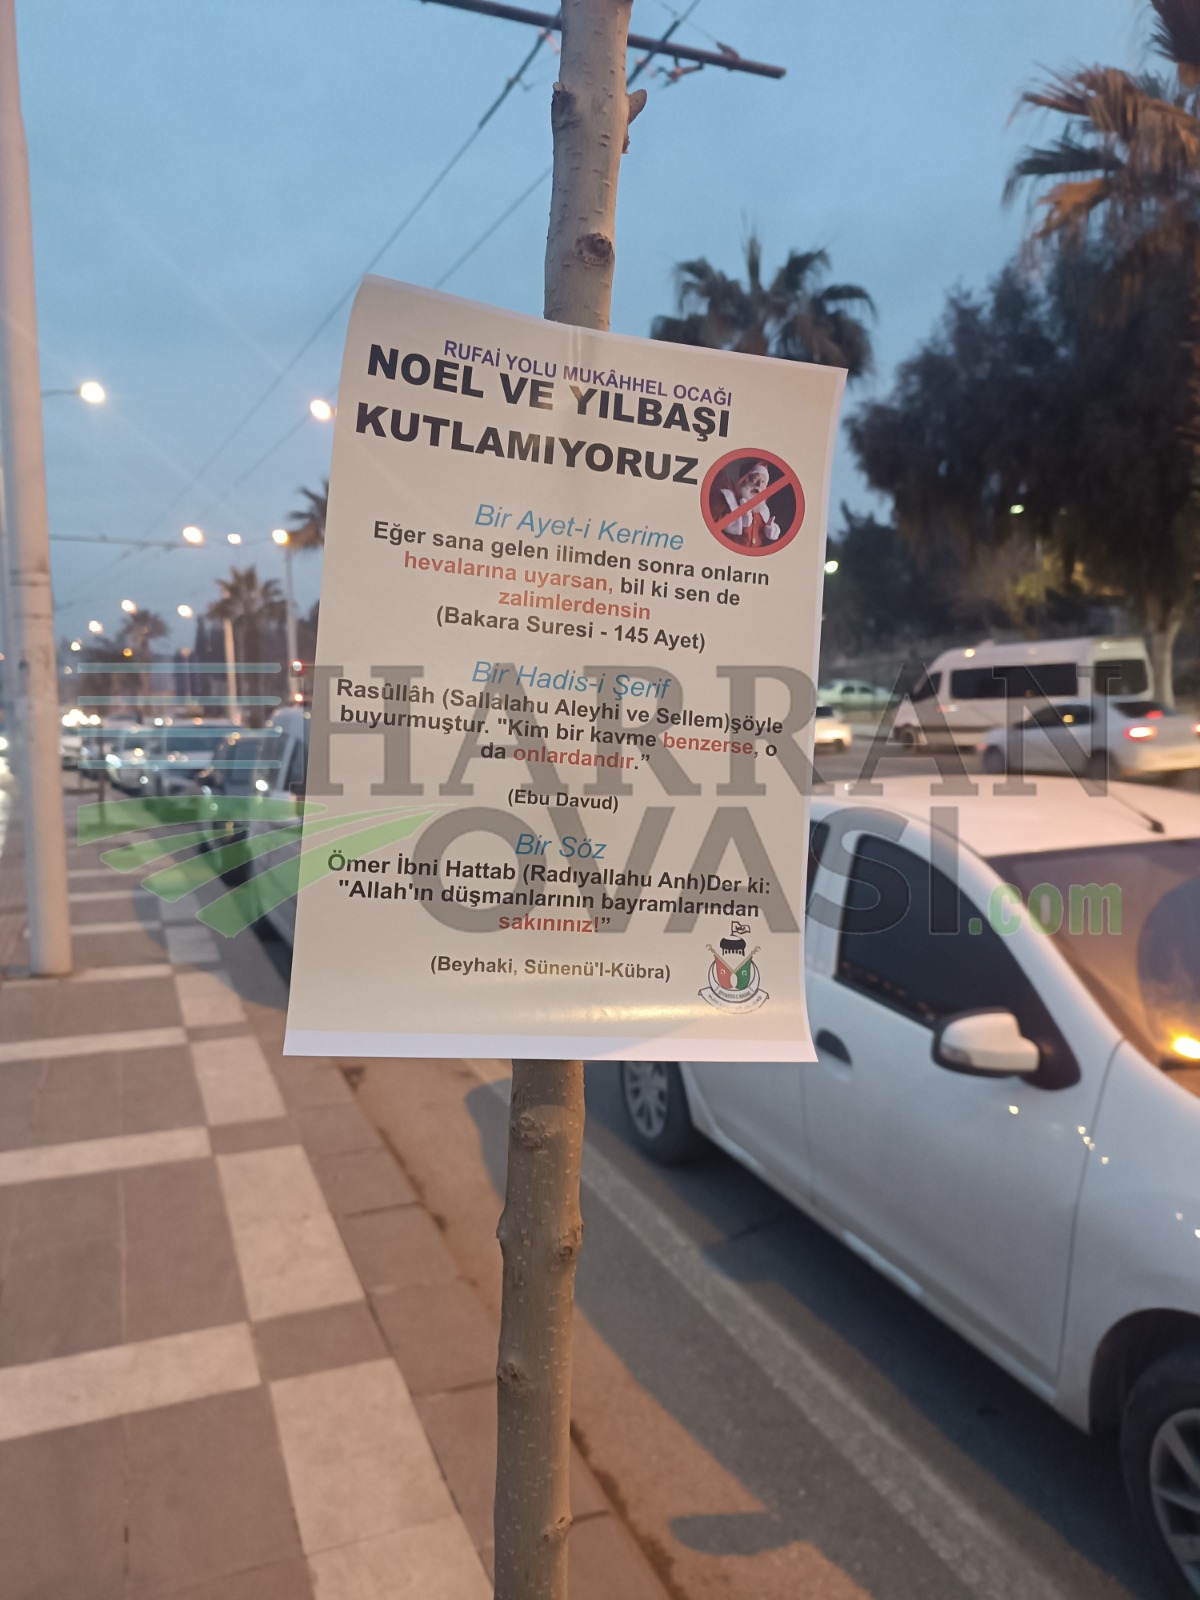 RUFAİ YOLU MUKÂHHEL OCAĞI
NOEL VE YILBAŞI
KUTLAMIYORUZ
Bir Ayet-i Kerime
Eğer sana gelen ilimden sonra onların
hevalarına uyarsan, bil ki sen de
zalimlerdensin
(Bakara Suresi - 145 Ayet)
Bir Hadis-i Şerif
Rasûllâh (Sallalahu Aleyhi ve Sellem)şöyle
buyurmuştur. "Kim bir kavme benzerse, o
da onlardandır.”
(Ebu Davud)
Bir Söz
Ömer İbni Hattab (Radıyallahu Anh)Der ki:
"Allah'ın düşmanlarının bayramlarından
sakınınız!”
(Beyhaki, Sünenü'l-Kübra)
HARRAN
OVASI.com